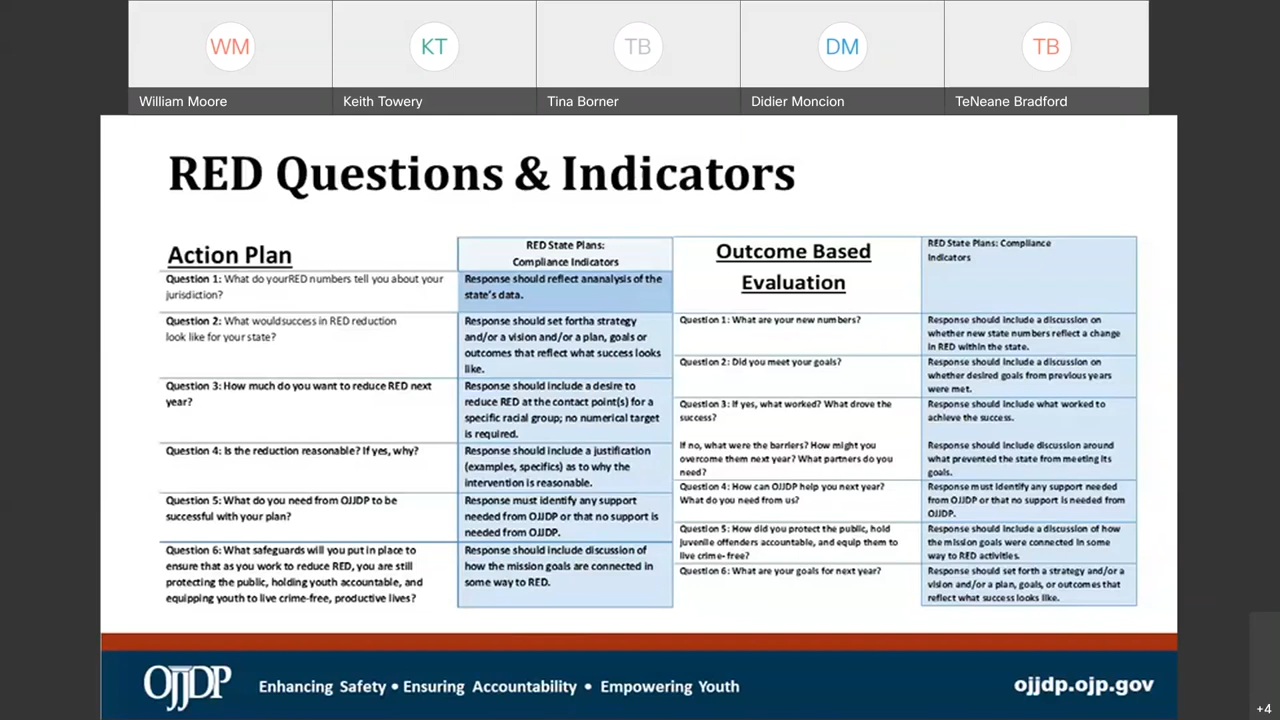 WM
KT
TB
DM
TB
William Moore
Keith Towery
Tina Borner
Didier Moncion
TeNeane Bradford
RED Questions & Indicators
Action Plan
RED State Plans:
Compliance Indicators
Question 1: What do yourRED numbers tell you about your
jurisdiction?
Response should reflect ananalysis of the
state's data.
Question 2: What wouldsuccess in RED reduction
look like for your state?
Response should set fortha strategy
and/or a vision and/or a plan, goals or
outcomes that reflect what success looks
like.
Question 3: How much do you want to reduce RED next
year?
Response should include a desire to
reduce RED at the contact point(s) for a
specific racial group; no numerical target
is required.
Question 4: Is the reduction reasonable? If yes, why?
Response should include a justification
(examples, specifics) as to why the
intervention is reasonable.
Question 5: What do you need from OJJDP to be
successful with your plan?
Response must identify any support
needed from OJJDP or that no support is
needed from OJJDP.
Question 6: What safeguards will you put in place to
ensure that as you work to reduce RED, you are still
protecting the public, holding youth accountable, and
equipping youth to live crime-free, productive lives?
Response should include discussion of
how the mission goals are connected in
some way to RED.
Outcome Based
Evaluation
RED State Plans: Compliance
Indicators
Question 1: What are your new numbers?
Response should include a discussion on
whether new state numbers reflect a change
in RED within the state.
Question 2: Did you meet your goals?
Response should include a discussion on
whether desired goals from previous years
were met.
Question 3: If yes, what worked? What drove the
success?
Response should include what worked to
achieve the success.
If no, what were the barriers? How might you
overcome them next year? What partners do you
need?
Response should include discussion around
what prevented the state from meeting its
goals.
Question 4: How can OJJDP help you next year?
What do you need from us?
Response must identify any support needed
from OJJDP or that no support is needed from
OJJDP.
Question 5: How did you protect the public, hold
juvenile offenders accountable, and equip them to
live crime-free?
Response should include a discussion of how
the mission goals were connected in some
way to RED activities.
Question 6: What are your goals for next year?
Response should set forth a strategy and/or a
vision and/or a plan, goals, or outcomes that
reflect what success looks like.
OJJDP
Enhancing Safety • Ensuring Accountability • Empowering Youth
ojjdp.ojp.gov
+4